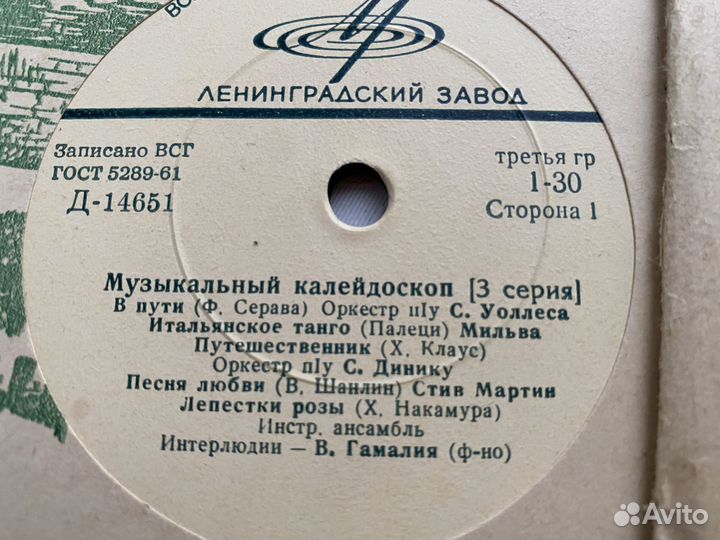 ЛЕНИНГРАДСКИЙ ЗАВОД
Записано ВСГ
ГОСТ 5289-61
Д-14651
третья гр
1-30
Сторона 1
Музыкальный калейдоскоп [3 серия]
В пути (Ф. Серава) Оркестр п/у С. Уоллеса
Итальянское танго (Палеци) Мильва
Путешественник (Х. Клаус)
Оркестр п/у С. Динику
Песня любви (В. Шанлин) Стив Мартин
Лепестки розы (Х. Накамура)
Инстр. ансамбль
Интерлюдии — В. Гамалия (ф-но)
Avito